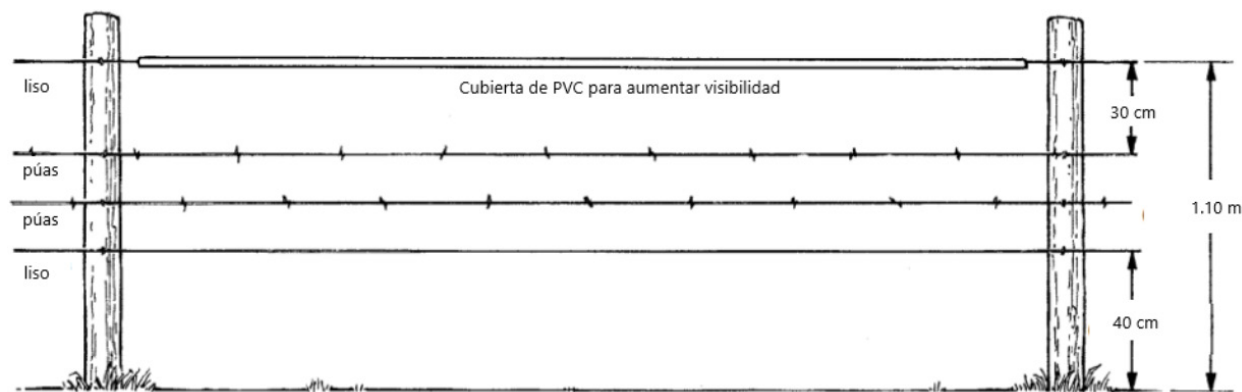 liso
Cubierta de PVC para aumentar visibilidad
30 cm
púas
púas
1.10 m
liso
40 cm